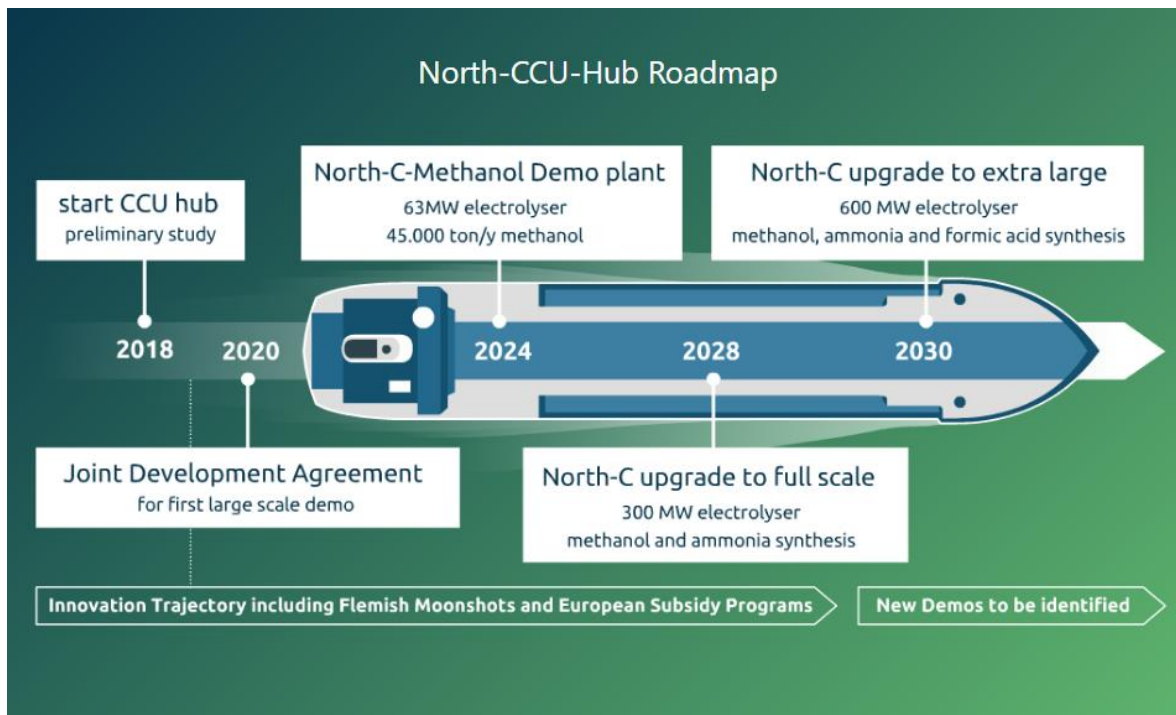 North-CCU-Hub Roadmap
start CCU hub
preliminary study
North-C-Methanol Demo plant
63MW electrolyser
45.000 ton/y methanol
North-C upgrade to extra large
600 MW electrolyser
methanol, ammonia and formic acid synthesis
2018
2020
2024
2028
2030
Joint Development Agreement
for first large scale demo
North-C upgrade to full scale
300 MW electrolyser
methanol and ammonia synthesis
Innovation Trajectory including Flemish Moonshots and European Subsidy Programs
New Demos to be identified